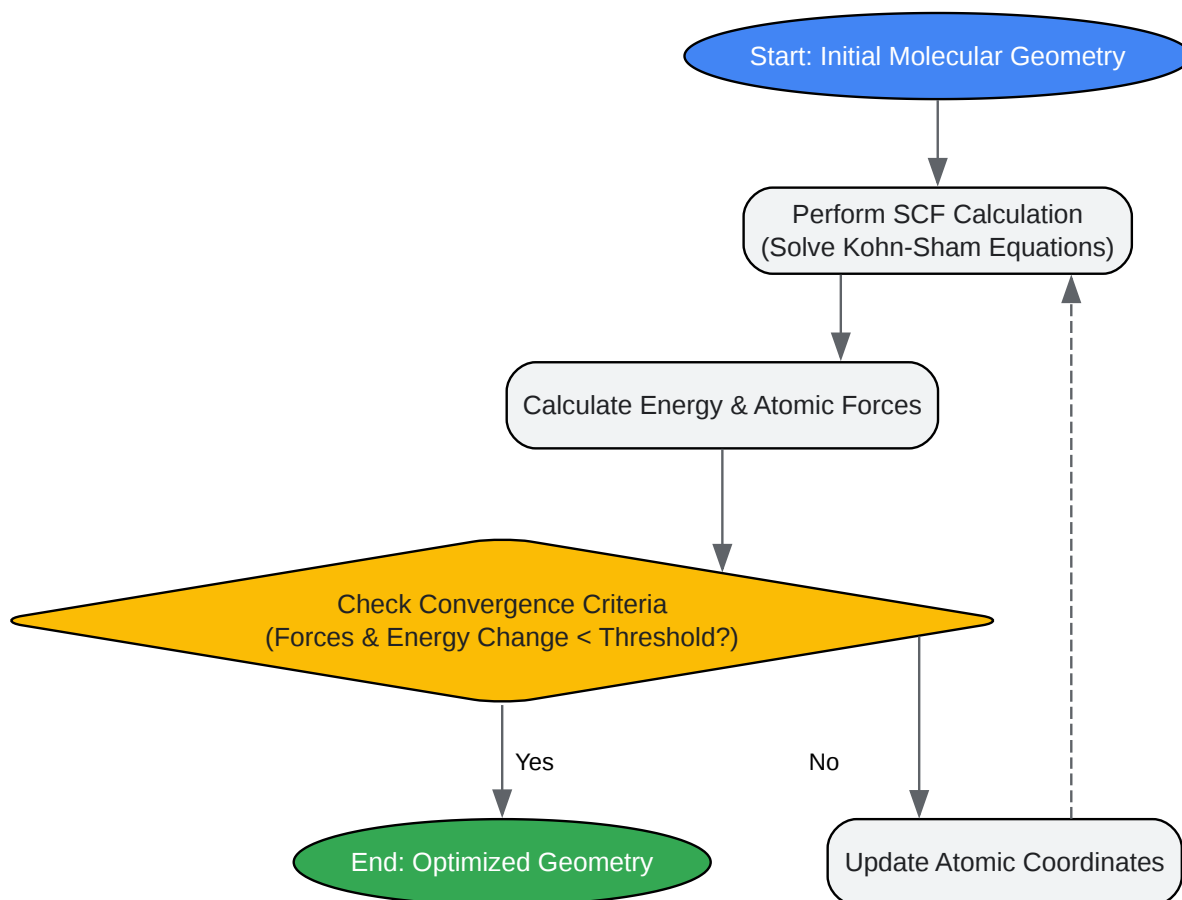 Start: Initial Molecular Geometry
Perform SCF Calculation
(Solve Kohn-Sham Equations)
Calculate Energy & Atomic Forces
Check Convergence Criteria
(Forces & Energy Change < Threshold?)
Yes
No
End: Optimized Geometry
Update Atomic Coordinates